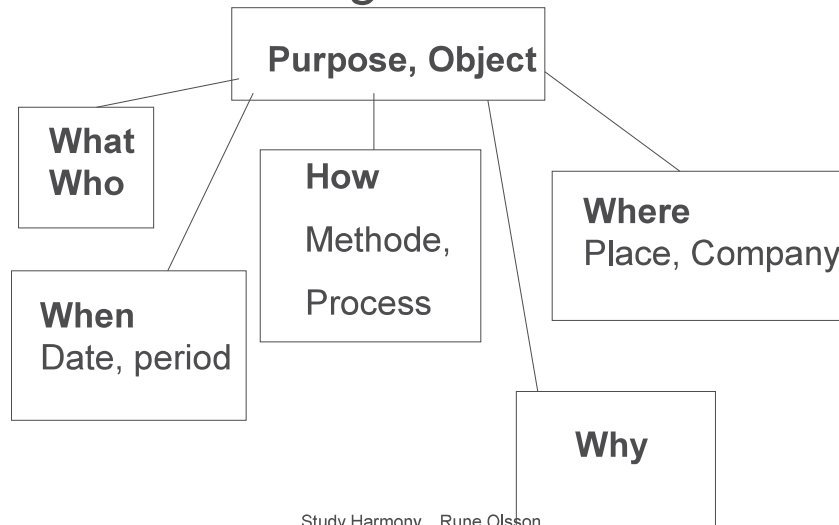 Purpose, Object
What
Who
How
Methode,
Process
Where
Place, Company
When
Date, period
Why
Study Harmony Rune Olsson